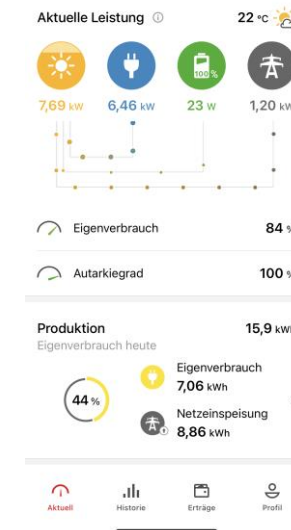 Aktuelle Leistung ⓘ 22 °C
100 %
7,69 kW 6,46 kW 23 W 1,20 kW
Eigenverbrauch 84 %
Autarkiegrad 100 %
Produktion 15,9 kWh
Eigenverbrauch heute
44 %
Eigenverbrauch
7,06 kWh
Netzeinspeisung
8,86 kWh
Aktuell Historie Erträge Profil